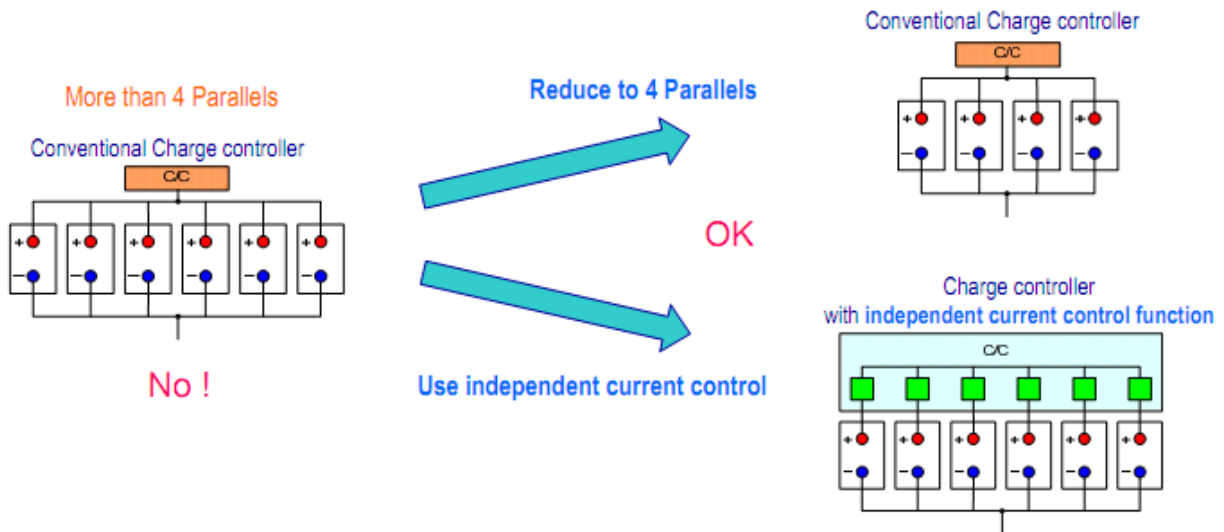 More than 4 Parallels
Conventional Charge controller
C/C
+ + + + + +
− − − − − −
No !
Reduce to 4 Parallels
OK
Use independent current control
Conventional Charge controller
C/C
+ + + +
− − − −
Charge controller
with independent current control function
C/C
+ + + + + +
− − − − − −